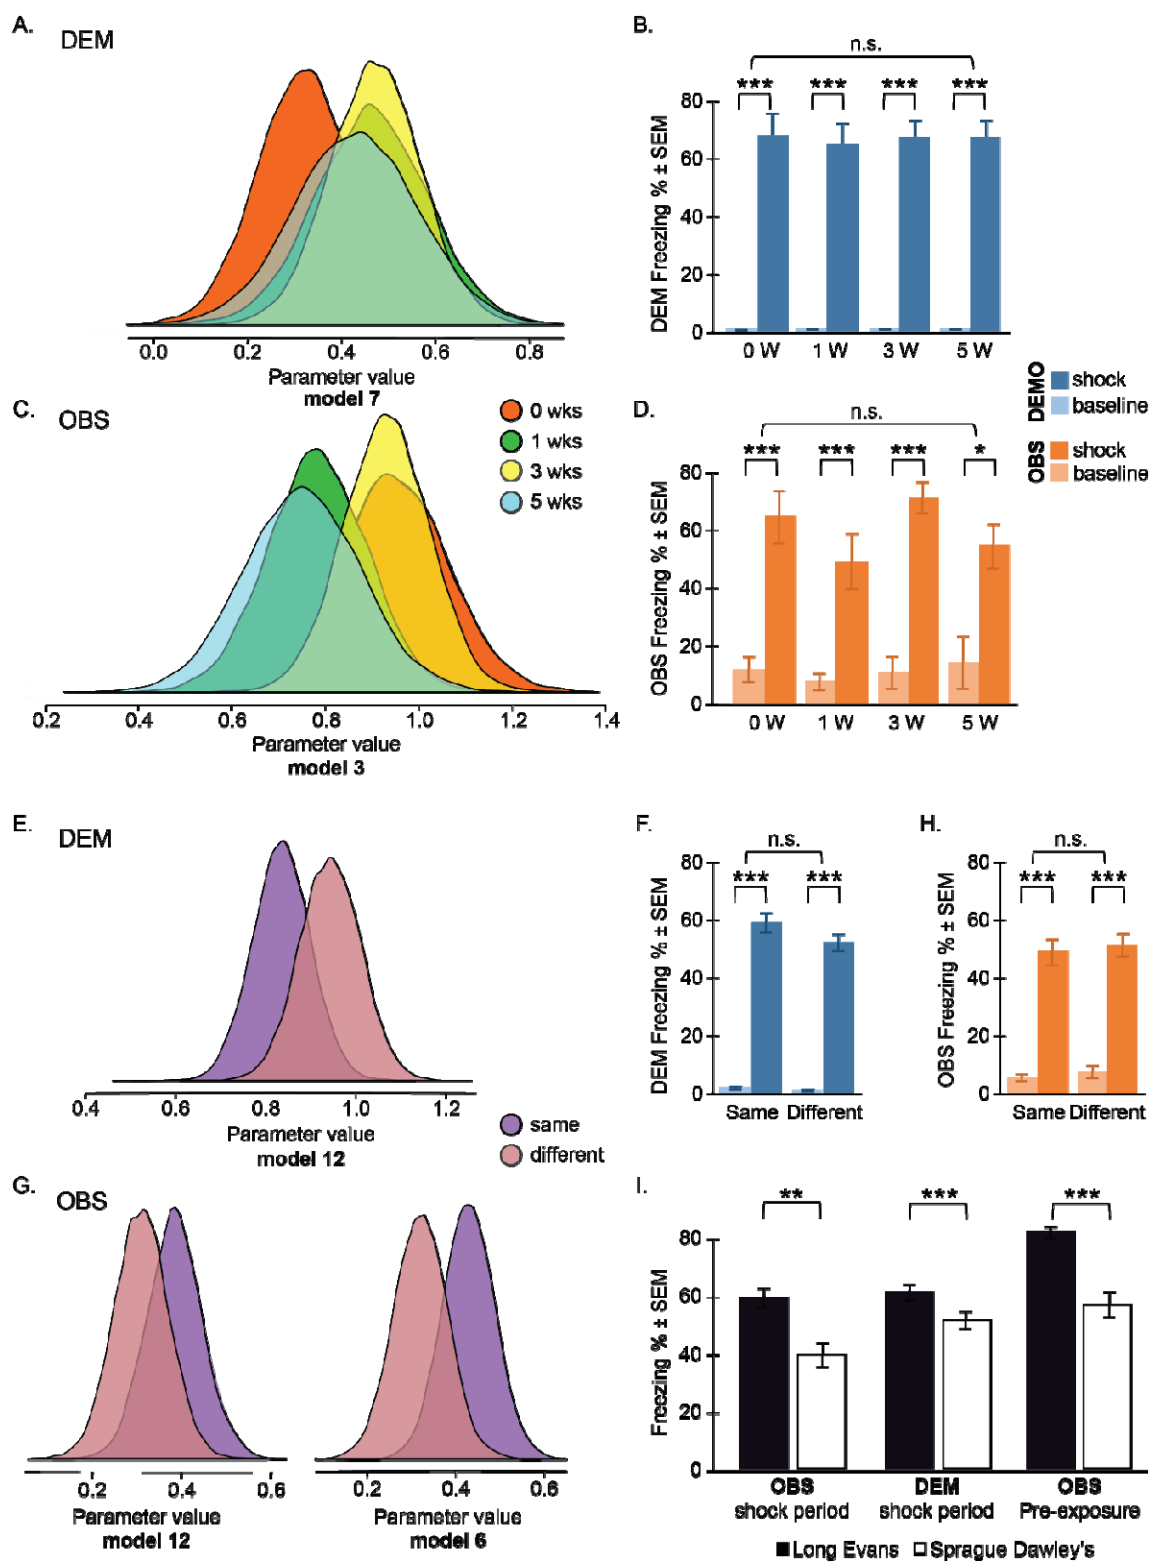 A.
DEM
0.0 0.2 0.4 0.6 0.8
Parameter value
model 7
B.
n.s.
*** *** *** ***
DEM Freezing % ± SEM
80
60
40
20
0
0 W 1 W 3 W 5 W
DEMO
shock
baseline
OBS
shock
baseline
C.
OBS
0 wks
1 wks
3 wks
5 wks
0.2 0.4 0.6 0.8 1.0 1.2 1.4
Parameter value
model 3
D.
n.s.
*** *** *** *
OBS Freezing % ± SEM
80
60
40
20
0
0 W 1 W 3 W 5 W
E.
DEM
0.4 0.6 0.8 1.0 1.2
Parameter value
model 12
same
different
F.
n.s.
*** ***
DEM Freezing % ± SEM
80
60
40
20
0
Same Different
H.
n.s.
*** ***
OBS Freezing % ± SEM
80
60
40
20
0
Same Different
G.
OBS
0.2 0.4 0.6
Parameter value
model 12
0.2 0.4 0.6
Parameter value
model 6
I.
** *** ***
Freezing % ± SEM
80
60
40
20
0
OBS DEM OBS
shock period shock period Pre-exposure
Long Evans Sprague Dawley's